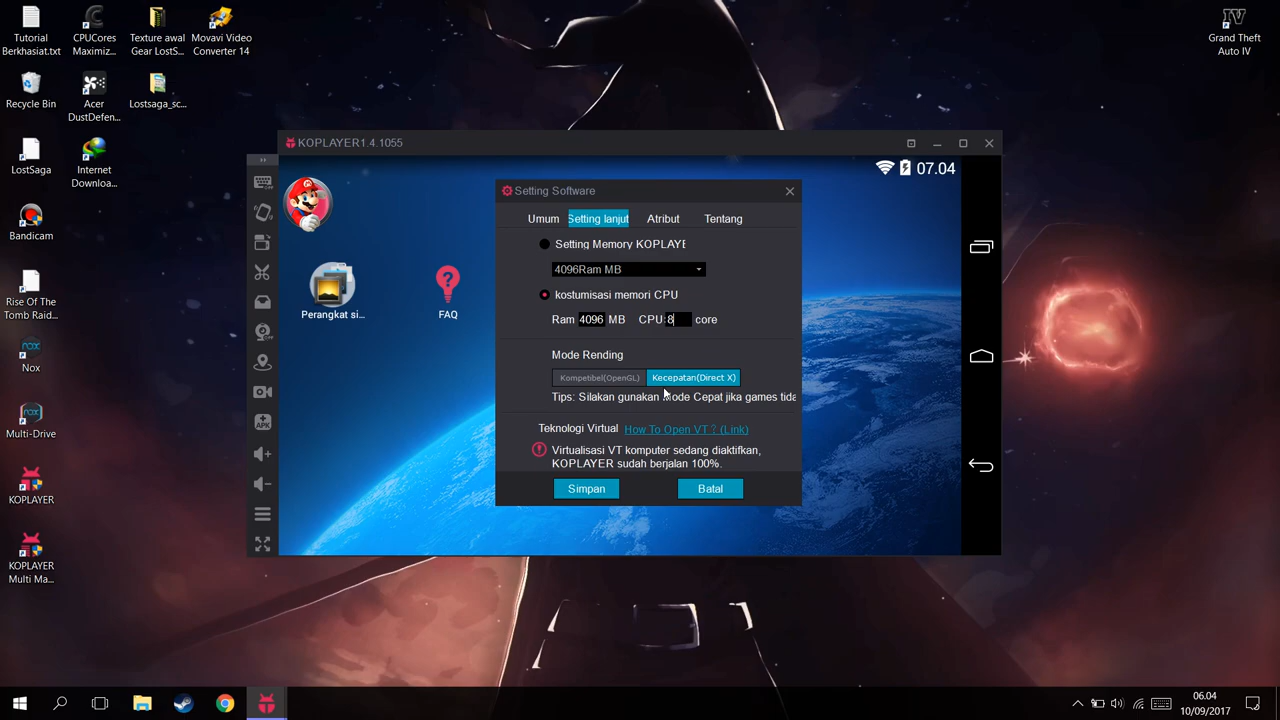 Tutorial
Berkhasiat.txt
CPUCores
Maximiz...
Texture awal
Gear LostS...
Movavi Video
Converter 14
Recycle Bin
Acer
DustDefen...
Lostsaga_sc...
LostSaga
Internet
Downloa...
Bandicam
Rise Of The
Tomb Raid...
Nox
Multi-Drive
KOPLAYER
KOPLAYER
Multi Ma...
IV
Grand Theft
Auto IV
KOPLAYER1.4.1055
07.04
Perangkat si...
FAQ
Setting Software
Umum Setting lanjut Atribut Tentang
Setting Memory KOPLAYE
4096Ram MB
kostumisasi memori CPU
Ram 4096 MB CPU:8 core
Mode Rending
Kompetibel(OpenGL) Kecepatan(Direct X)
Tips: Silakan gunakan Mode Cepat jika games tida
Teknologi Virtual How To Open VT ? (Link)
Virtualisasi VT komputer sedang diaktifkan,
KOPLAYER sudah berjalan 100%.
Simpan Batal
06.04
10/09/2017